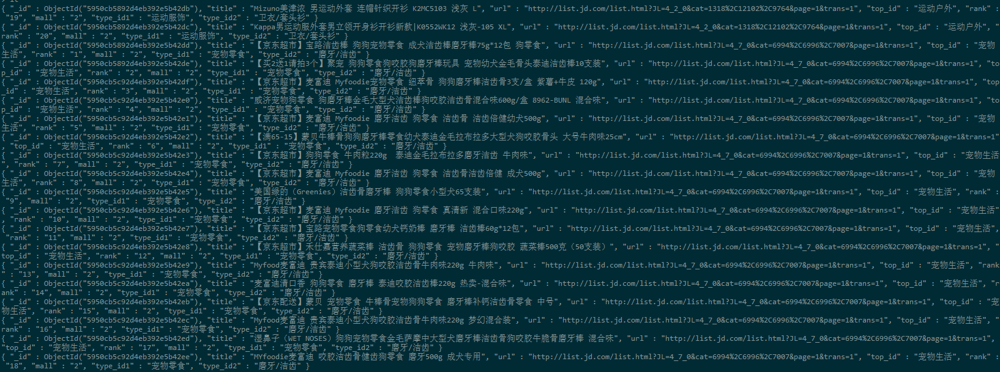 { "_id" : ObjectId("5950cb5892d4eb392e5b42db"), "title" : "Mizuno美津浓 男运动外套 连帽针织开衫 K2MC5103 浅灰 L", "url" : "http://list.jd.com/list.html?JL=4_2_0&cat=1318%2C12102%2C9764&page=1&trans=1", "top_id" : "运动户外", "rank" :
"19", "mall" : "2", "type_id1" : "运动服饰", "type_id2" : "卫衣/套头衫" }
{ "_id" : ObjectId("5950cb5892d4eb392e5b42dc"), "title" : "Kappa男运动服外套男立领开身衫开衫新款|K0552WK12 浅灰-105 XL", "url" : "http://list.jd.com/list.html?JL=4_2_0&cat=1318%2C12102%2C9764&page=1&trans=1", "top_id" : "运动户外", "
rank" : "20", "mall" : "2", "type_id1" : "运动服饰", "type_id2" : "卫衣/套头衫" }
{ "_id" : ObjectId("5950cb5c92d4eb392e5b42dd"), "title" : "【京东超市】宝路洁齿棒 狗狗宠物零食 成犬洁齿棒磨牙棒75g*12包 狗零食", "url" : "http://list.jd.com/list.html?JL=4_7_0&cat=6994%2C6996%2C7007&page=1&trans=1", "top_id" : "宠物
生活", "rank" : "1", "mall" : "2", "type_id1" : "宠物零食", "type_id2" : "磨牙/洁齿" }
{ "_id" : ObjectId("5950cb5c92d4eb392e5b42de"), "title" : "【买2送1请拍3个】聚宠 狗狗零食狗咬胶狗磨牙棒玩具 宠物幼犬金毛骨头泰迪洁齿棒10支装", "url" : "http://list.jd.com/list.html?JL=4_7_0&cat=6994%2C6996%2C7007&page=1&trans=1", "to
p_id" : "宠物生活", "rank" : "2", "mall" : "2", "type_id1" : "宠物零食", "type_id2" : "磨牙/洁齿" }
{ "_id" : ObjectId("5950cb5c92d4eb392e5b42df"), "title" : "【京东超市】麦富迪 Myfoodie宠物零食 纽萃骨 狗狗磨牙棒洁齿骨3支/盒 紫薯+牛皮 120g", "url" : "http://list.jd.com/list.html?JL=4_7_0&cat=6994%2C6996%2C7007&page=1&trans=1", "top
_id" : "宠物生活", "rank" : "3", "mall" : "2", "type_id1" : "宠物零食", "type_id2" : "磨牙/洁齿" }
{ "_id" : ObjectId("5950cb5c92d4eb392e5b42e0"), "title" : "威济宠物狗零食 狗磨牙棒金毛大型犬洁齿棒狗咬胶洁齿骨混合味600g/盒 8962-BUNL 混合味", "url" : "http://list.jd.com/list.html?JL=4_7_0&cat=6994%2C6996%2C7007&page=1&trans=1", "to
p_id" : "宠物生活", "rank" : "4", "mall" : "2", "type_id1" : "宠物零食", "type_id2" : "磨牙/洁齿" }
{ "_id" : ObjectId("5950cb5c92d4eb392e5b42e1"), "title" : "【京东超市】麦富迪 Myfoodie 磨牙洁齿 狗零食 洁齿骨 洁齿倍健幼犬500g", "url" : "http://list.jd.com/list.html?JL=4_7_0&cat=6994%2C6996%2C7007&page=1&trans=1", "top_id" : "宠物
生活", "rank" : "5", "mall" : "2", "type_id1" : "宠物零食", "type_id2" : "磨牙/洁齿" }
{ "_id" : ObjectId("5950cb5c92d4eb392e5b42e2"), "title" : "【满65-15】蒙贝牛棒骨狗狗磨牙棒零食幼犬泰迪金毛拉布拉多大型犬狗咬胶骨头 大号牛肉味25cm", "url" : "http://list.jd.com/list.html?JL=4_7_0&cat=6994%2C6996%2C7007&page=1&trans=1"
, "top_id" : "宠物生活", "rank" : "6", "mall" : "2", "type_id1" : "宠物零食", "type_id2" : "磨牙/洁齿" }
{ "_id" : ObjectId("5950cb5c92d4eb392e5b42e3"), "title" : "【京东超市】狗狗零食 牛肉粒220g  泰迪金毛拉布拉多磨牙洁齿 牛肉味", "url" : "http://list.jd.com/list.html?JL=4_7_0&cat=6994%2C6996%2C7007&page=1&trans=1", "top_id" : "宠物生活
", "rank" : "7", "mall" : "2", "type_id1" : "宠物零食", "type_id2" : "磨牙/洁齿" }
{ "_id" : ObjectId("5950cb5c92d4eb392e5b42e4"), "title" : "【京东超市】麦富迪 Myfoodie 磨牙洁齿 狗零食 洁齿骨洁齿倍健 成犬500g", "url" : "http://list.jd.com/list.html?JL=4_7_0&cat=6994%2C6996%2C7007&page=1&trans=1", "top_id" : "宠物
生活", "rank" : "8", "mall" : "2", "type_id1" : "宠物零食", "type_id2" : "磨牙/洁齿" }
{ "_id" : ObjectId("5950cb5c92d4eb392e5b42e5"), "title" : "美国绿的（Greenies）洁齿骨磨牙棒 狗狗零食小型犬65支装", "url" : "http://list.jd.com/list.html?JL=4_7_0&cat=6994%2C6996%2C7007&page=1&trans=1", "top_id" : "宠物生活", "rank" :
"9", "mall" : "2", "type_id1" : "宠物零食", "type_id2" : "磨牙/洁齿" }
{ "_id" : ObjectId("5950cb5c92d4eb392e5b42e6"), "title" : "【京东超市】麦富迪 Myfoodie 磨牙洁齿 狗零食 真清新 混合口味220g", "url" : "http://list.jd.com/list.html?JL=4_7_0&cat=6994%2C6996%2C7007&page=1&trans=1", "top_id" : "宠物生活"
, "rank" : "10", "mall" : "2", "type_id1" : "宠物零食", "type_id2" : "磨牙/洁齿" }
{ "_id" : ObjectId("5950cb5c92d4eb392e5b42e7"), "title" : "【京东超市】宝路宠物零食狗零食幼犬钙奶棒 磨牙棒 洁齿棒60g*12包", "url" : "http://list.jd.com/list.html?JL=4_7_0&cat=6994%2C6996%2C7007&page=1&trans=1", "top_id" : "宠物生活",
"rank" : "11", "mall" : "2", "type_id1" : "宠物零食", "type_id2" : "磨牙/洁齿" }
{ "_id" : ObjectId("5950cb5c92d4eb392e5b42e8"), "title" : "【京东超市】禾仕嘉营养蔬菜棒 洁齿骨 狗狗零食 宠物磨牙棒狗咬胶 蔬菜棒500克（50支装）", "url" : "http://list.jd.com/list.html?JL=4_7_0&cat=6994%2C6996%2C7007&page=1&trans=1", "
top_id" : "宠物生活", "rank" : "12", "mall" : "2", "type_id1" : "宠物零食", "type_id2" : "磨牙/洁齿" }
{ "_id" : ObjectId("5950cb5c92d4eb392e5b42e9"), "title" : "Myfood麦富迪 贵宾泰迪小型犬狗咬胶洁齿骨牛肉味220g 牛肉味", "url" : "http://list.jd.com/list.html?JL=4_7_0&cat=6994%2C6996%2C7007&page=1&trans=1", "top_id" : "宠物生活", "rank
" : "13", "mall" : "2", "type_id1" : "宠物零食", "type_id2" : "磨牙/洁齿" }
{ "_id" : ObjectId("5950cb5c92d4eb392e5b42ea"), "title" : "麦富迪清口香 狗狗零食 磨牙棒 泰迪咬胶洁齿棒220g 热卖-混合味", "url" : "http://list.jd.com/list.html?JL=4_7_0&cat=6994%2C6996%2C7007&page=1&trans=1", "top_id" : "宠物生活", "r
ank" : "14", "mall" : "2", "type_id1" : "宠物零食", "type_id2" : "磨牙/洁齿" }
{ "_id" : ObjectId("5950cb5c92d4eb392e5b42eb"), "title" : "【京东配送】蒙贝 宠物零食 牛棒骨宠物狗狗零食 磨牙棒补钙洁齿骨零食 中号", "url" : "http://list.jd.com/list.html?JL=4_7_0&cat=6994%2C6996%2C7007&page=1&trans=1", "top_id" : "宠
物生活", "rank" : "15", "mall" : "2", "type_id1" : "宠物零食", "type_id2" : "磨牙/洁齿" }
{ "_id" : ObjectId("5950cb5c92d4eb392e5b42ec"), "title" : "Myfood麦富迪 贵宾泰迪小型犬狗咬胶洁齿骨牛肉味220g 梦幻混合装", "url" : "http://list.jd.com/list.html?JL=4_7_0&cat=6994%2C6996%2C7007&page=1&trans=1", "top_id" : "宠物生活", "
rank" : "16", "mall" : "2", "type_id1" : "宠物零食", "type_id2" : "磨牙/洁齿" }
{ "_id" : ObjectId("5950cb5c92d4eb392e5b42ed"), "title" : "湿鼻子（WET NOSES）狗狗宠物零食金毛萨摩中大型犬磨牙棒洁齿骨狗咬胶牛脆骨磨牙棒 混合味", "url" : "http://list.jd.com/list.html?JL=4_7_0&cat=6994%2C6996%2C7007&page=1&trans=1",
"top_id" : "宠物生活", "rank" : "17", "mall" : "2", "type_id1" : "宠物零食", "type_id2" : "磨牙/洁齿" }
{ "_id" : ObjectId("5950cb5c92d4eb392e5b42ee"), "title" : "MYfoodie麦富迪 咬胶洁齿骨健齿狗零食 磨牙500g 成犬专用", "url" : "http://list.jd.com/list.html?JL=4_7_0&cat=6994%2C6996%2C7007&page=1&trans=1", "top_id" : "宠物生活", "rank" :
"18", "mall" : "2", "type_id1" : "宠物零食", "type_id2" : "磨牙/洁齿" }